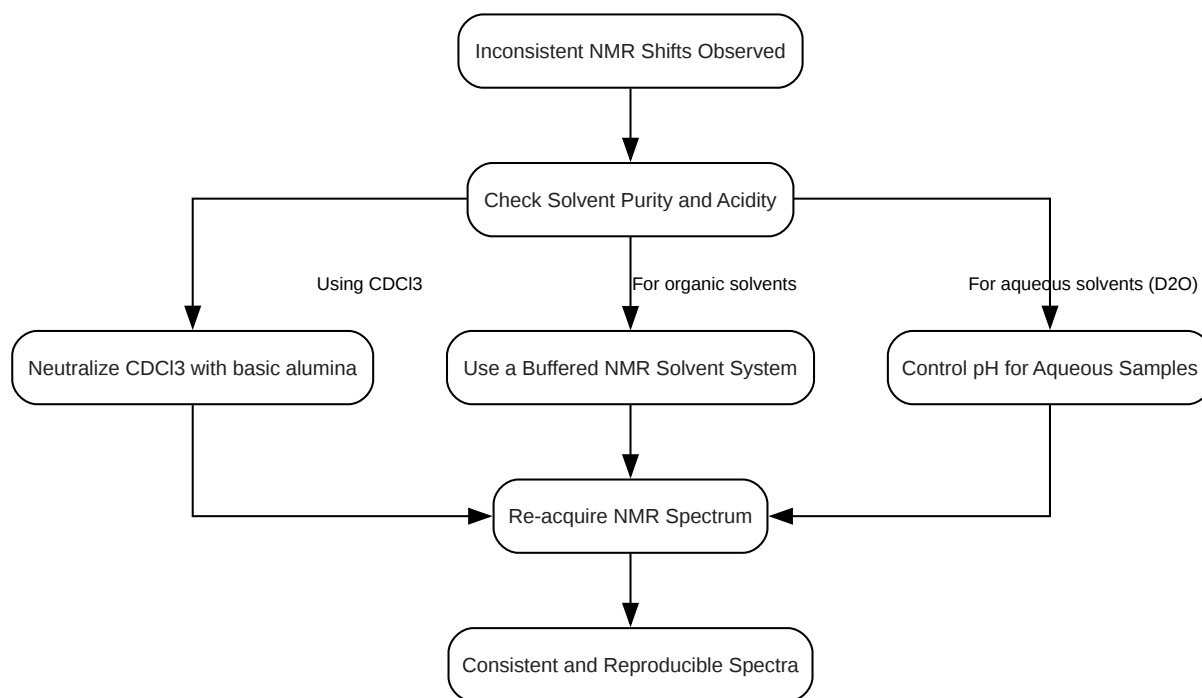 Inconsistent NMR Shifts Observed
Check Solvent Purity and Acidity
Using CDCl3
For organic solvents
For aqueous solvents (D2O)
Neutralize CDCl3 with basic alumina
Use a Buffered NMR Solvent System
Control pH for Aqueous Samples
Re-acquire NMR Spectrum
Consistent and Reproducible Spectra